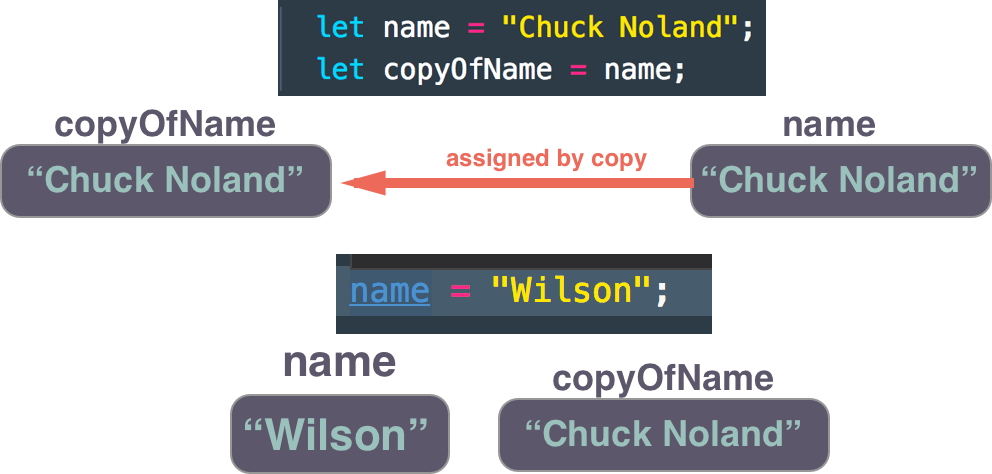 let name = "Chuck Noland";
let copyOfName = name;
copyOfName
name
assigned by copy
“Chuck Noland”
“Chuck Noland”
name = "Wilson";
name
copyOfName
“Wilson”
“Chuck Noland”